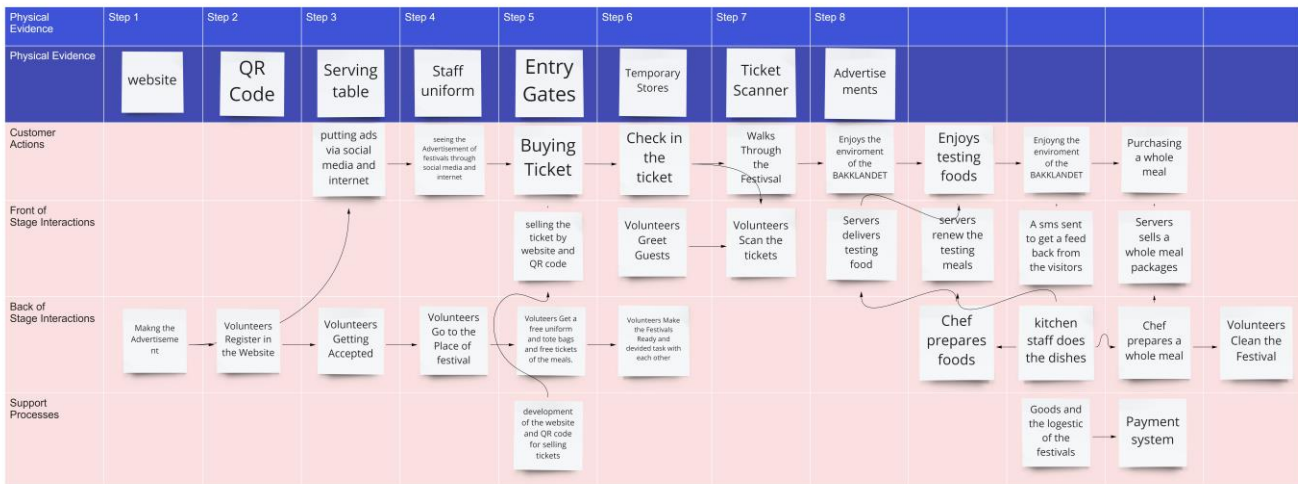 Physical
Evidence
Step 1
Step 2
Step 3
Step 4
Step 5
Step 6
Step 7
Step 8
Physical Evidence
website
QR
Code
Serving
table
Staff
uniform
Entry
Gates
Temporary
Stores
Ticket
Scanner
Advertise
ments
Customer
Actions
putting ads
via social
media and
internet
seeing the
Advertisement of
festivals through
social media and
internet
Buying
Ticket
Check in
the
ticket
Walks
Through
the
Festivsal
Enjoys the
enviroment
of the
BAKKLANDET
Enjoys
testing
foods
Enjoyng the
enviroment
of the
BAKKLANDET
Purchasing
a whole
meal
Front of
Stage Interactions
selling the
ticket by
website and
QR code
Volunteers
Greet
Guests
Volunteers
Scan the
tickets
Servers
delivers
testing
food
servers
renew the
testing
meals
A sms sent
to get a feed
back from
the visitors
Servers
sells a
whole meal
packages
Back of
Stage Interactions
Makng the
Advertiseme
nt
Volunteers
Register in
the Website
Volunteers
Getting
Accepted
Volunteers
Go to the
Place of
festival
Voluteers Get a
free uniform
and tote bags
and free tickets
of the meals.
Volunteers Make
the Festivals
Ready and
devided task with
each other
Chef
prepares
foods
kitchen
staff does
the dishes
Chef
prepares a
whole meal
Volunteers
Clean the
Festival
Support
Processes
development
of the website
and QR code
for selling
tickets
Goods and
the logestic
of the
festivals
Payment
system